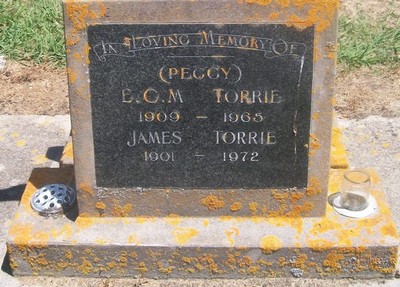 In Loving Memory Of
(PEGGY)
E.G.M TORRIE
1909 - 1965
JAMES TORRIE
1901 - 1972